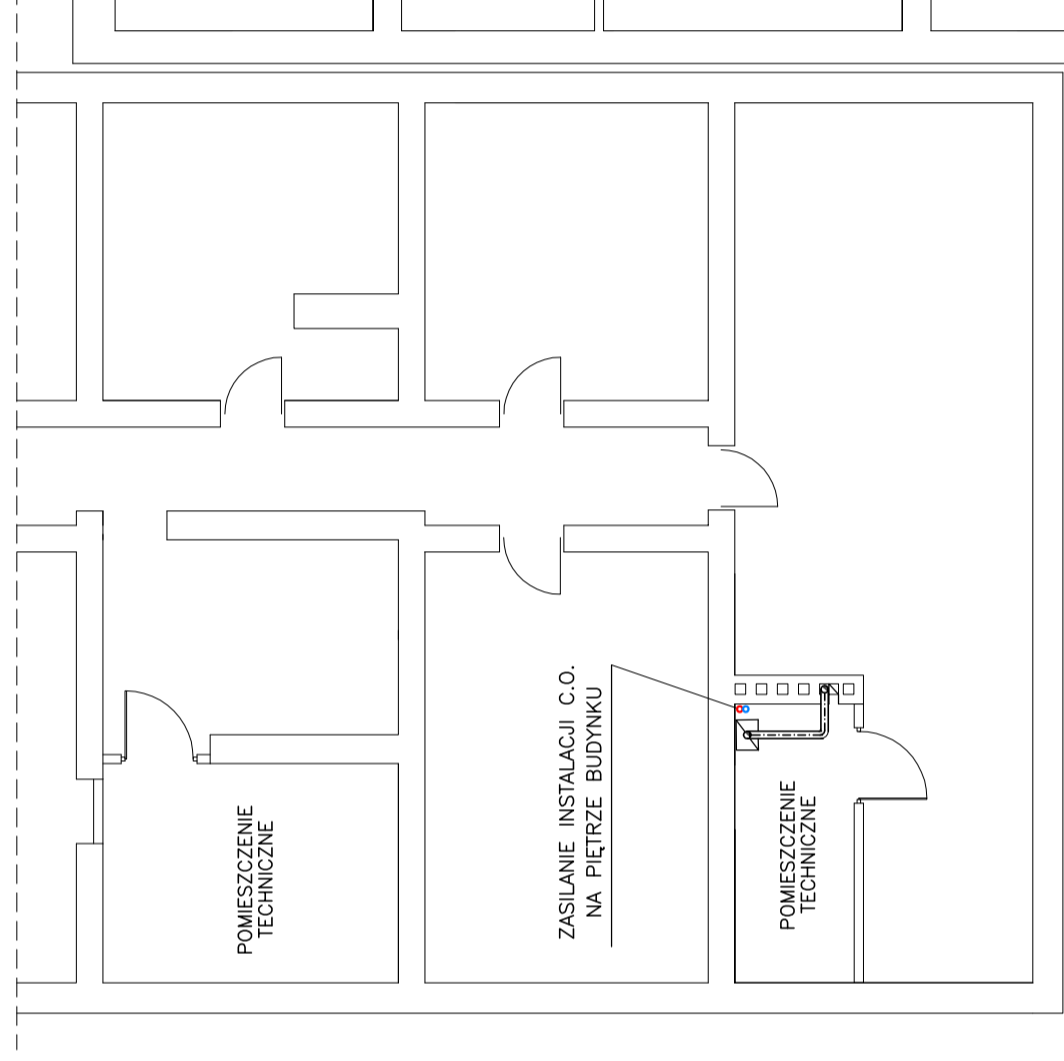 POMIESZCZENIE
TECHNICZNE
ZASILANIE INSTALACJI C.O.
NA PIĘTRZE BUDYNKU
POMIESZCZENIE
TECHNICZNE